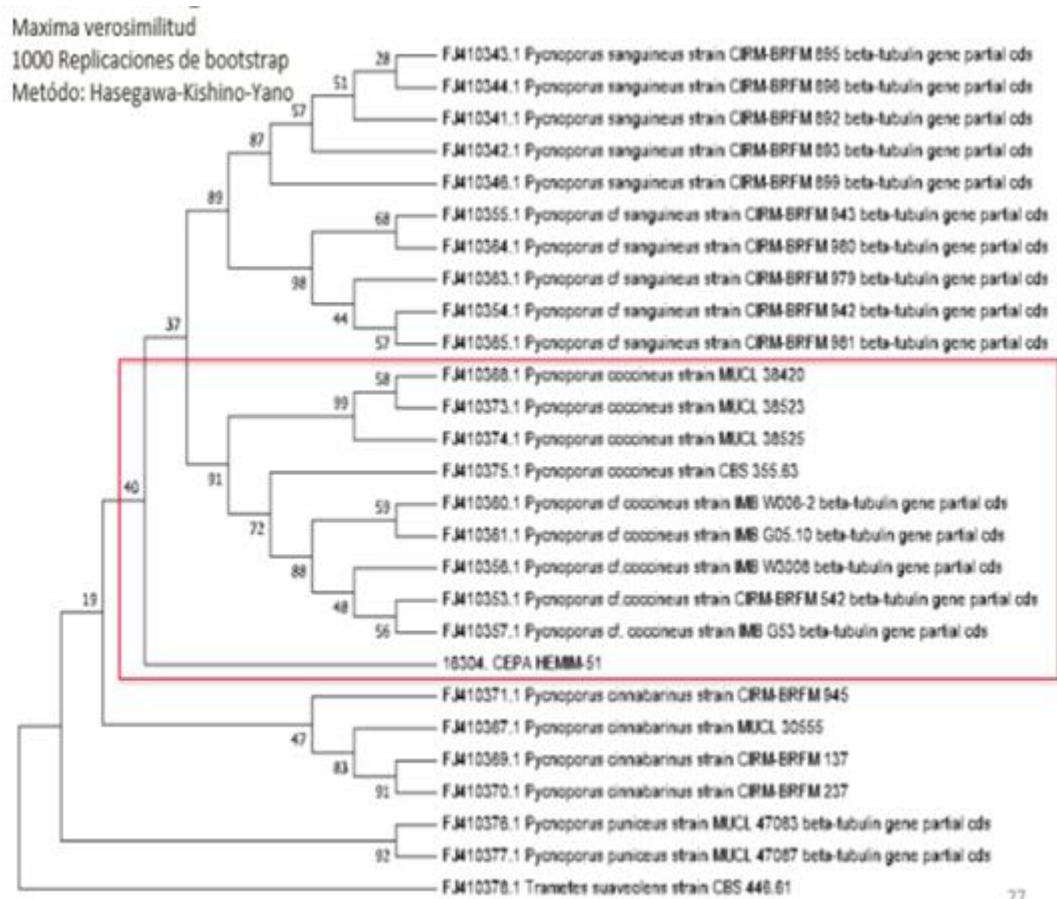 Maxima verosimilitud
1000 Replicaciones de bootstrap
Metódo: Hasegawa-Kishino-Yano
FJ410343.1 Pycnoporus sanguineus strain CIRM-BRFM 895 beta-tubulin gene partial cds
28
FJ410344.1 Pycnoporus sanguineus strain CIRM-BRFM 896 beta-tubulin gene partial cds
51
FJ410341.1 Pycnoporus sanguineus strain CIRM-BRFM 892 beta-tubulin gene partial cds
57
FJ410342.1 Pycnoporus sanguineus strain CIRM-BRFM 893 beta-tubulin gene partial cds
87
FJ410346.1 Pycnoporus sanguineus strain CIRM-BRFM 899 beta-tubulin gene partial cds
89
FJ410355.1 Pycnoporus cf sanguineus strain CIRM-BRFM 943 beta-tubulin gene partial cds
68
FJ410364.1 Pycnoporus cf sanguineus strain CIRM-BRFM 980 beta-tubulin gene partial cds
98
FJ410363.1 Pycnoporus cf sanguineus strain CIRM-BRFM 979 beta-tubulin gene partial cds
44
FJ410354.1 Pycnoporus cf sanguineus strain CIRM-BRFM 942 beta-tubulin gene partial cds
57
FJ410365.1 Pycnoporus cf sanguineus strain CIRM-BRFM 981 beta-tubulin gene partial cds
37
FJ410368.1 Pycnoporus coccineus strain MUCL 38420
58
FJ410373.1 Pycnoporus coccineus strain MUCL 38523
99
FJ410374.1 Pycnoporus coccineus strain MUCL 38525
91
FJ410375.1 Pycnoporus coccineus strain CBS 355.63
40
72
FJ410360.1 Pycnoporus cf coccineus strain IMB W006-2 beta-tubulin gene partial cds
59
FJ410361.1 Pycnoporus cf coccineus strain IMB G05.10 beta-tubulin gene partial cds
88
FJ410356.1 Pycnoporus cf.coccineus strain IMB W3008 beta-tubulin gene partial cds
48
FJ410353.1 Pycnoporus cf.coccineus strain CIRM-BRFM 542 beta-tubulin gene partial cds
56
FJ410357.1 Pycnoporus cf. coccineus strain IMB G53 beta-tubulin gene partial cds
19
16304. CEPA HEMIM-51
FJ410371.1 Pycnoporus cinnabarinus strain CIRM-BRFM 945
47
FJ410367.1 Pycnoporus cinnabarinus strain MUCL 30555
83
FJ410369.1 Pycnoporus cinnabarinus strain CIRM-BRFM 137
91
FJ410370.1 Pycnoporus cinnabarinus strain CIRM-BRFM 237
FJ410376.1 Pycnoporus puniceus strain MUCL 47083 beta-tubulin gene partial cds
92
FJ410377.1 Pycnoporus puniceus strain MUCL 47087 beta-tubulin gene partial cds
FJ410378.1 Trametes suaveolens strain CBS 446.61